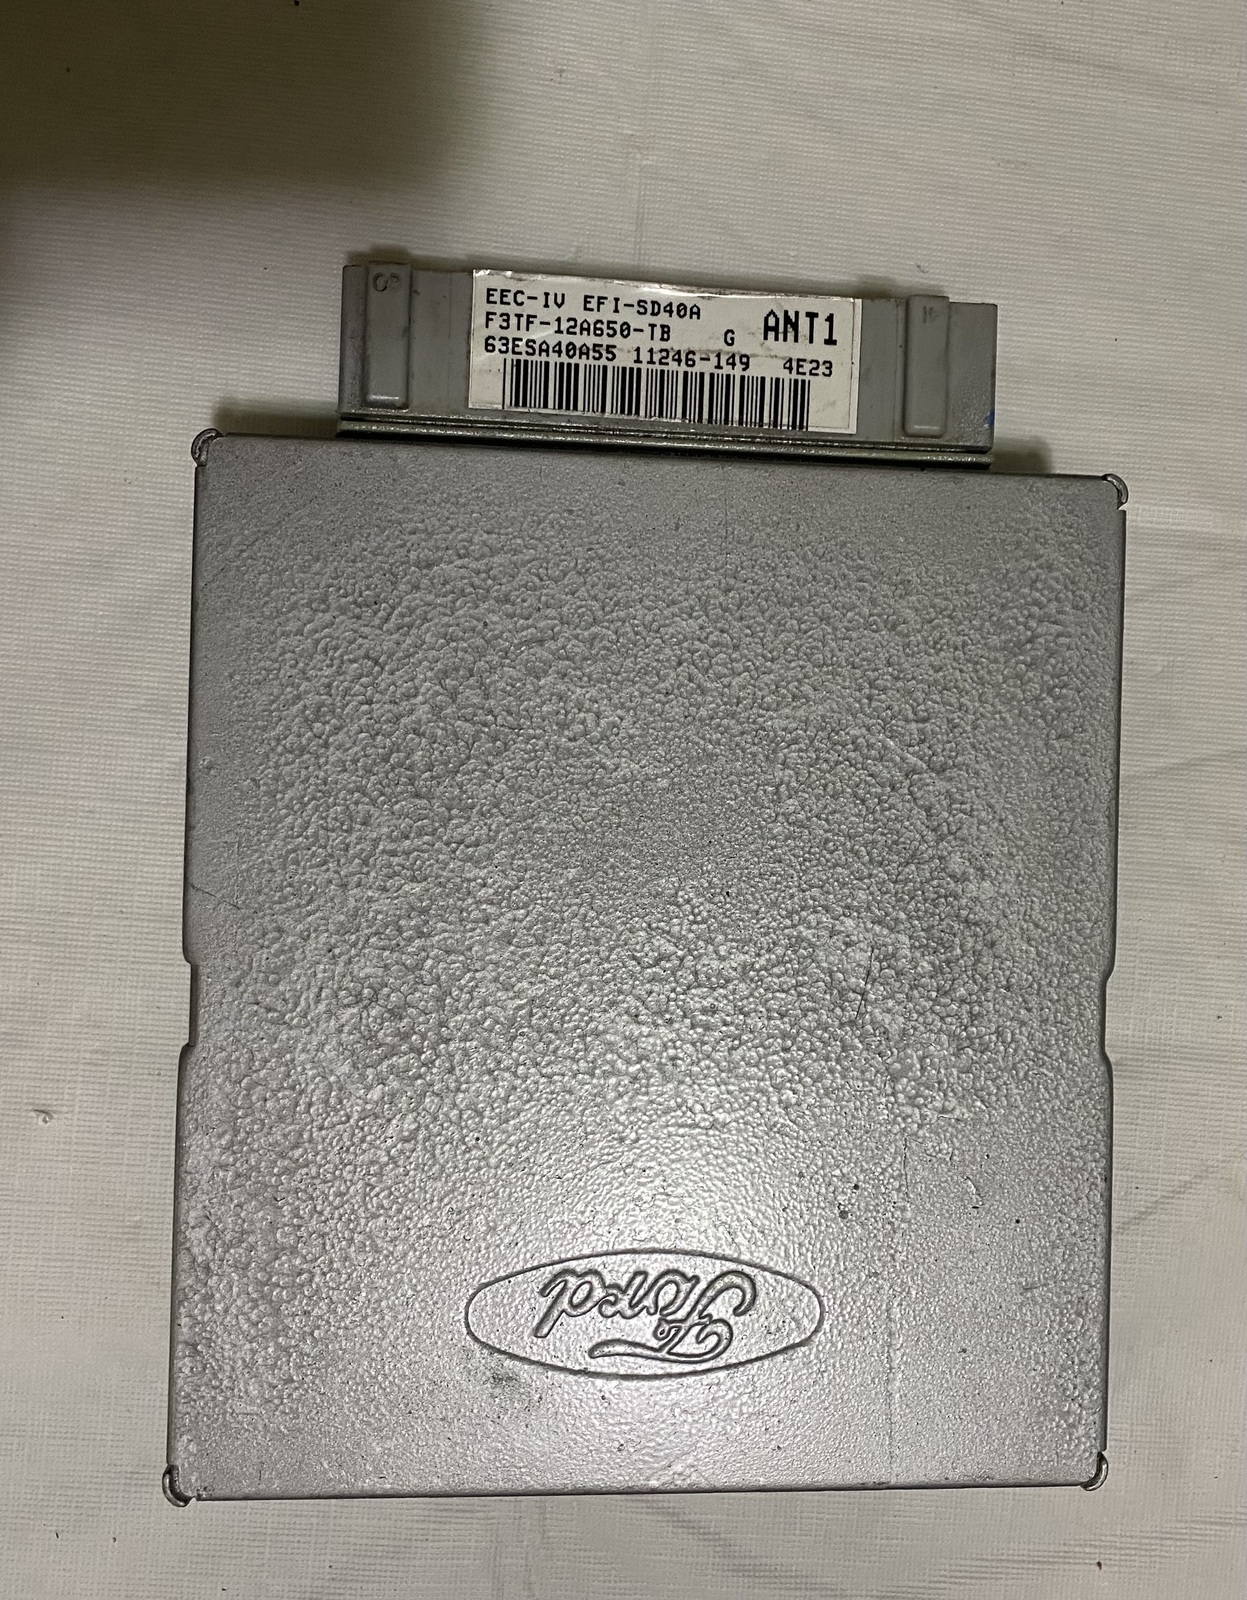 EEC-IV EFI-SD40A
F3TF-12A650-TB G ANT1
63ESA40A55 11246-149 4E23
Ford